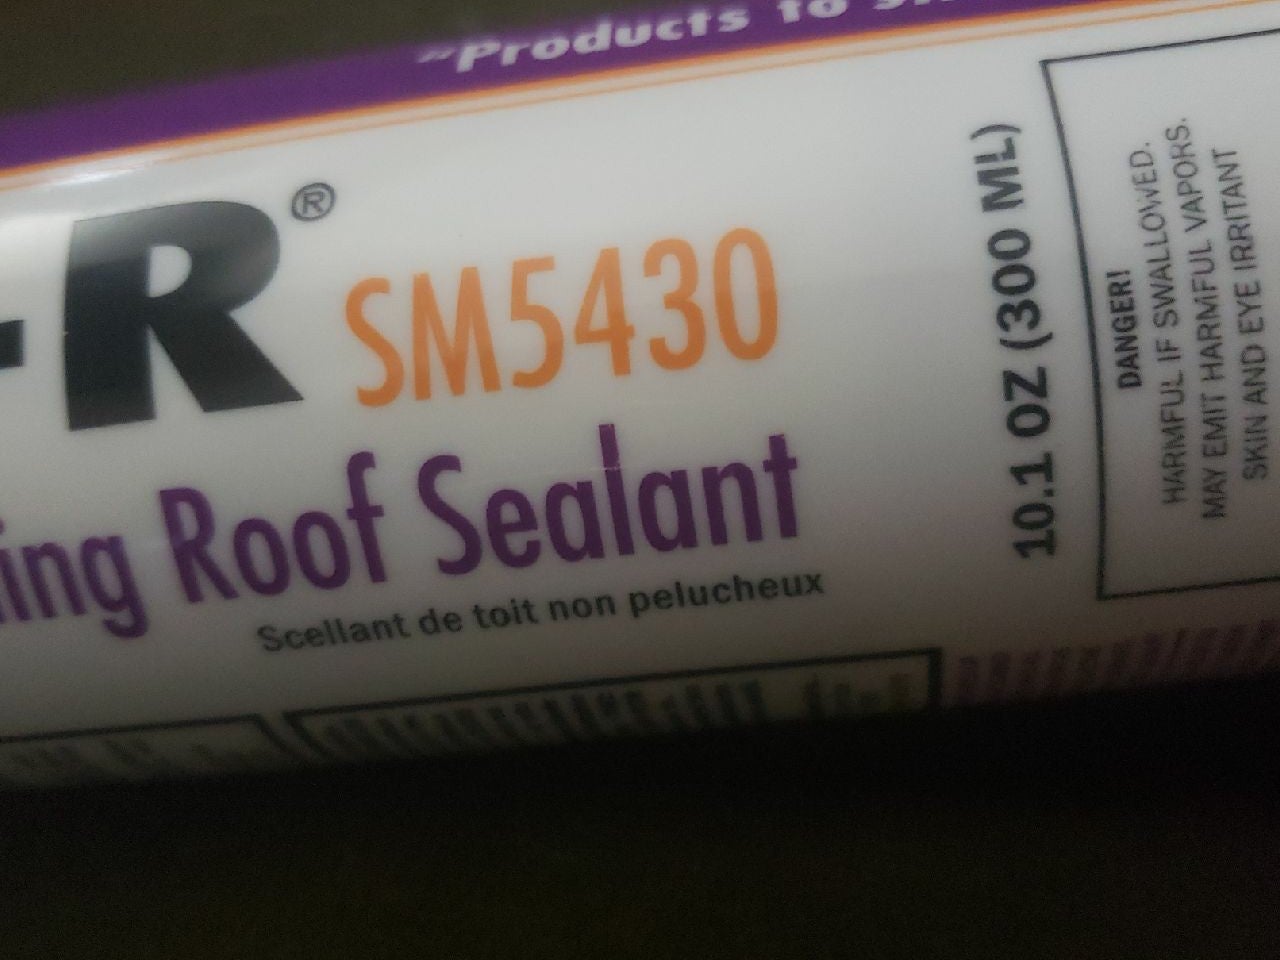 "Products to
-R® SM5430
ing Roof Sealant
Scellant de toit non pelucheux
10.1 OZ (300 ML)
DANGER!
HARMFUL IF SWALLOWED.
MAY EMIT HARMFUL VAPORS.
SKIN AND EYE IRRITANT